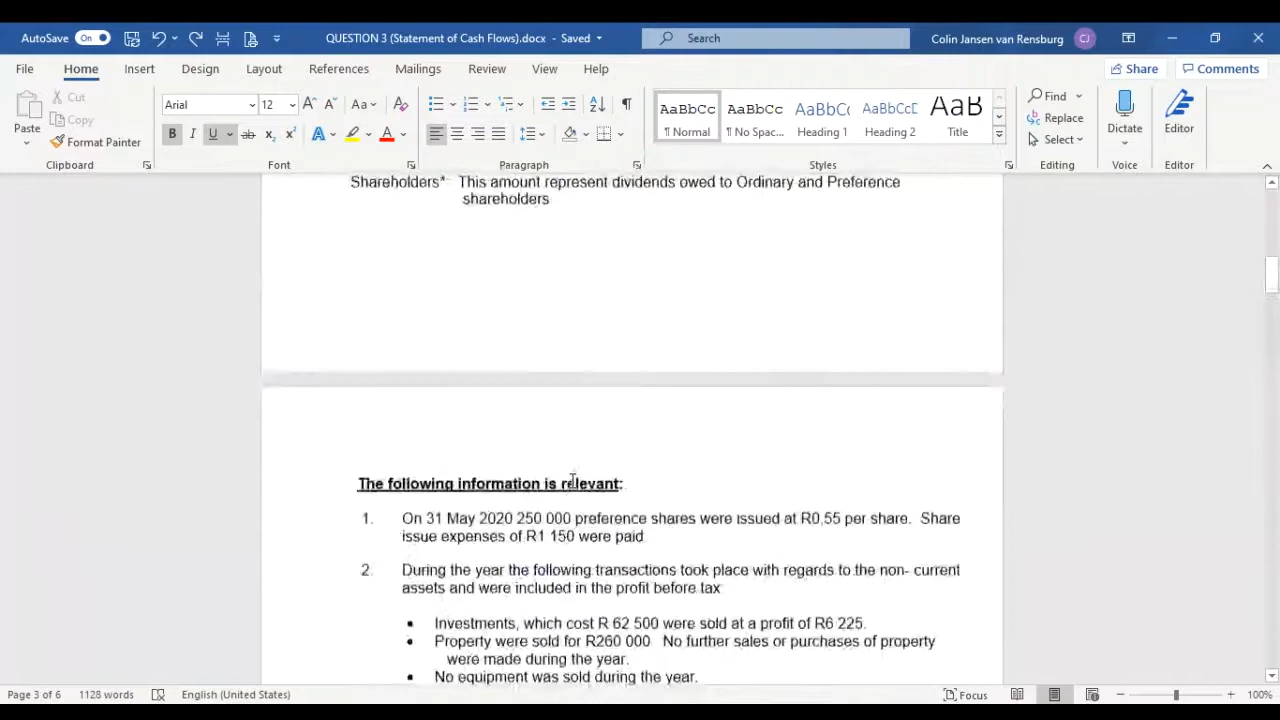 AutoSave On QUESTION 3 (Statement of Cash Flows).docx - Saved Search Colin Jansen van Rensburg CJ
File Home Insert Design Layout References Mailings Review View Help Share Comments
Paste Cut Copy Format Painter
Arial 12
AaBbCc ¶ Normal AaBbCc ¶ No Spac... AaBbC( Heading 1 AaBbCcC Heading 2 AaB Title
Find Replace Select Dictate Editor
Clipboard Font Paragraph Styles Editing Voice Editor
Shareholders* This amount represent dividends owed to Ordinary and Preference
shareholders
The following information is relevant:
1. On 31 May 2020 250 000 preference shares were issued at R0,55 per share. Share
issue expenses of R1 150 were paid
2. During the year the following transactions took place with regards to the non- current
assets and were included in the profit before tax
• Investments, which cost R 62 500 were sold at a profit of R6 225.
• Property were sold for R260 000 No further sales or purchases of property
were made during the year.
• No equipment was sold during the year.
Page 3 of 6 1128 words English (United States) Focus 100%